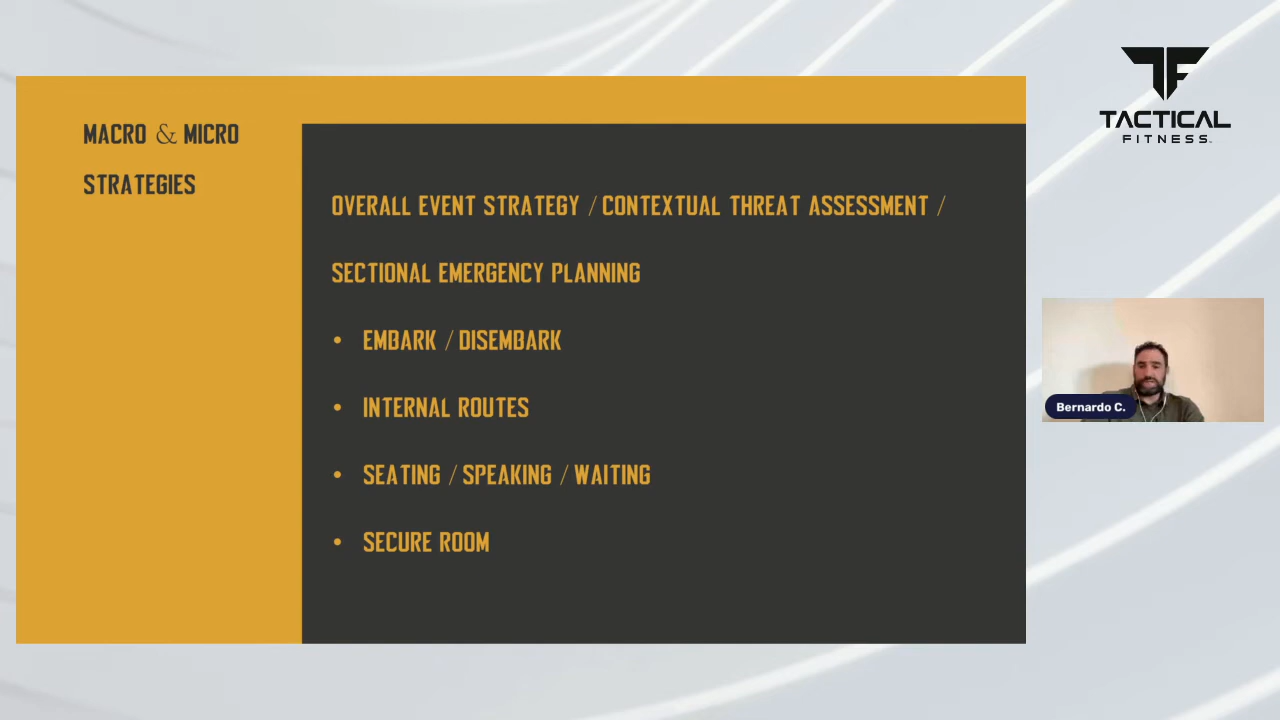 MACRO & MICRO
STRATEGIES
OVERALL EVENT STRATEGY / CONTEXTUAL THREAT ASSESSMENT /
SECTIONAL EMERGENCY PLANNING
• EMBARK / DISEMBARK
• INTERNAL ROUTES
• SEATING / SPEAKING / WAITING
• SECURE ROOM
TF
TACTICAL
FITNESS
Bernardo C.